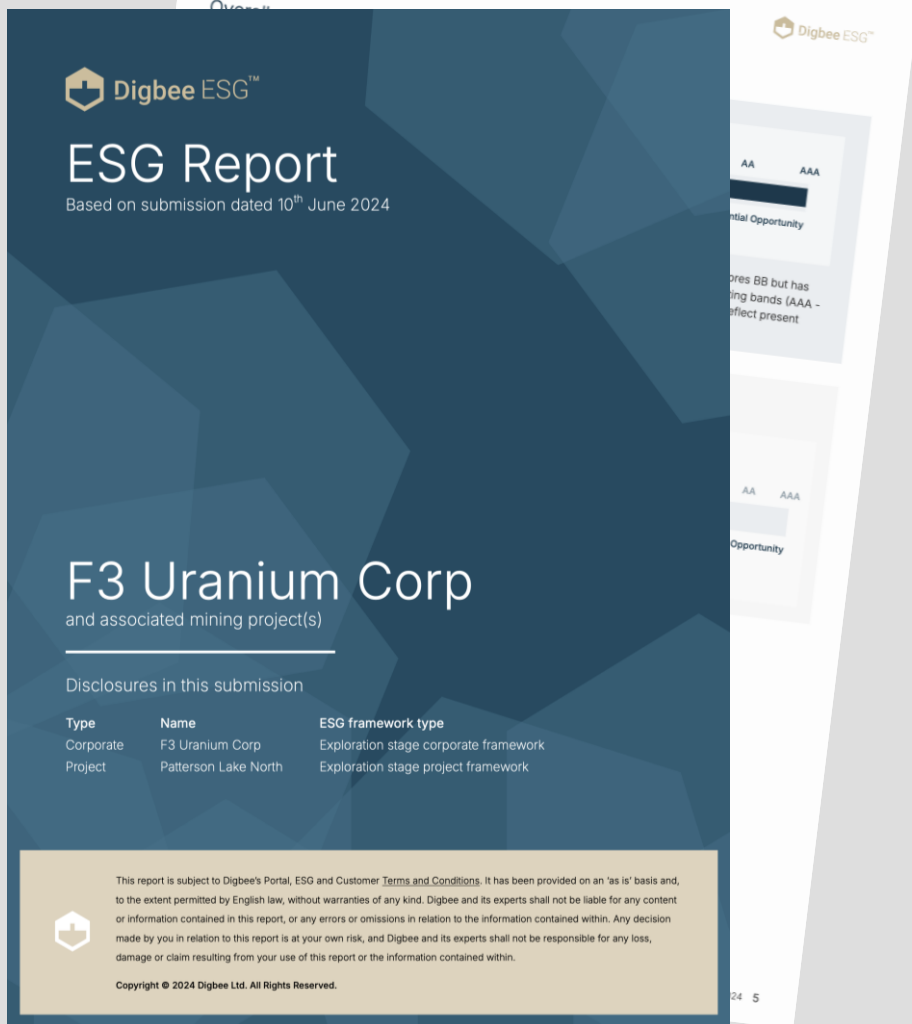 Overall
Digbee ESG™
Digbee ESG™
ESG Report
Based on submission dated 10th June 2024
AA AAA
Opportunity
ores BB but has
bands (AAA -
present
AA AAA
Opportunity
F3 Uranium Corp
and associated mining project(s)
Disclosures in this submission
Type Name ESG framework type
Corporate F3 Uranium Corp Exploration stage corporate framework
Project Patterson Lake North Exploration stage project framework
This report is subject to Digbee's Portal, ESG and Customer Terms and Conditions. It has been provided on an 'as is' basis and,
to the extent permitted by English law, without warranties of any kind. Digbee and its experts shall not be liable for any content
or information contained in this report, or any errors or omissions in relation to the information contained within. Any decision
made by you in relation to this report is at your own risk, and Digbee and its experts shall not be responsible for any loss,
damage or claim resulting from your use of this report or the information contained within.
Copyright © 2024 Digbee Ltd. All Rights Reserved.
24 5